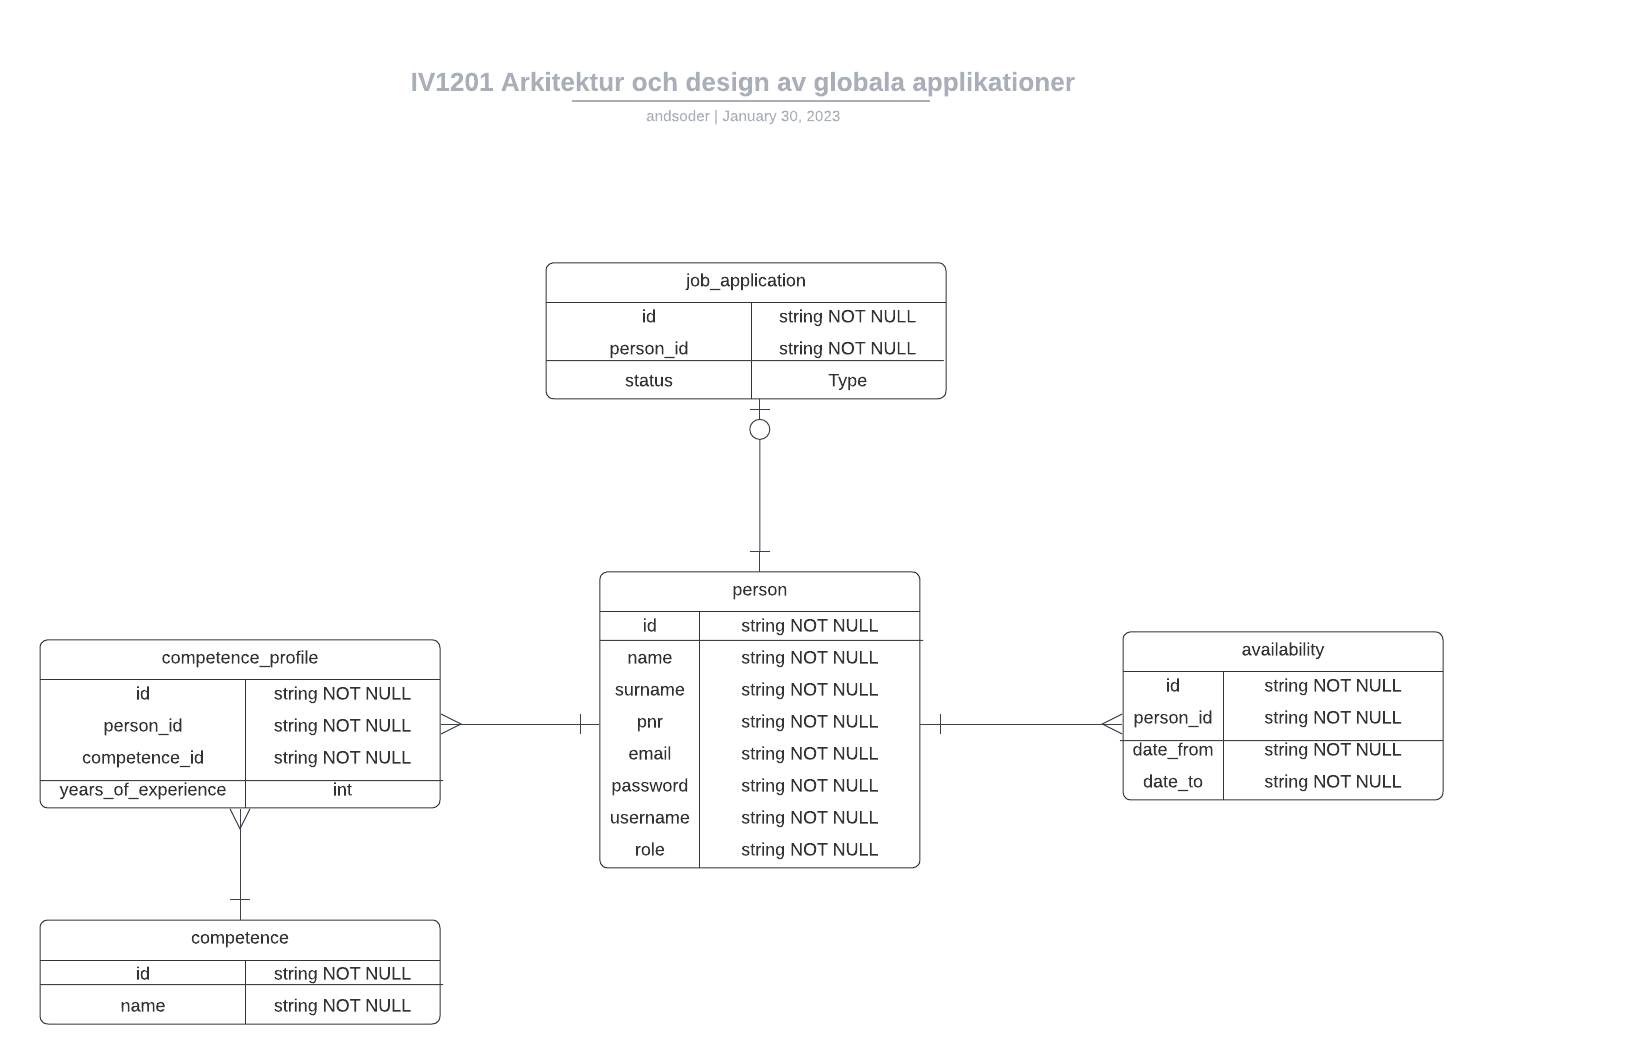 IV1201 Arkitektur och design av globala applikationer
andsoder | January 30, 2023
job_application
id string NOT NULL
person_id string NOT NULL
status Type
person
id string NOT NULL
name string NOT NULL
surname string NOT NULL
pnr string NOT NULL
email string NOT NULL
password string NOT NULL
username string NOT NULL
role string NOT NULL
competence_profile
id string NOT NULL
person_id string NOT NULL
competence_id string NOT NULL
years_of_experience int
availability
id string NOT NULL
person_id string NOT NULL
date_from string NOT NULL
date_to string NOT NULL
competence
id string NOT NULL
name string NOT NULL